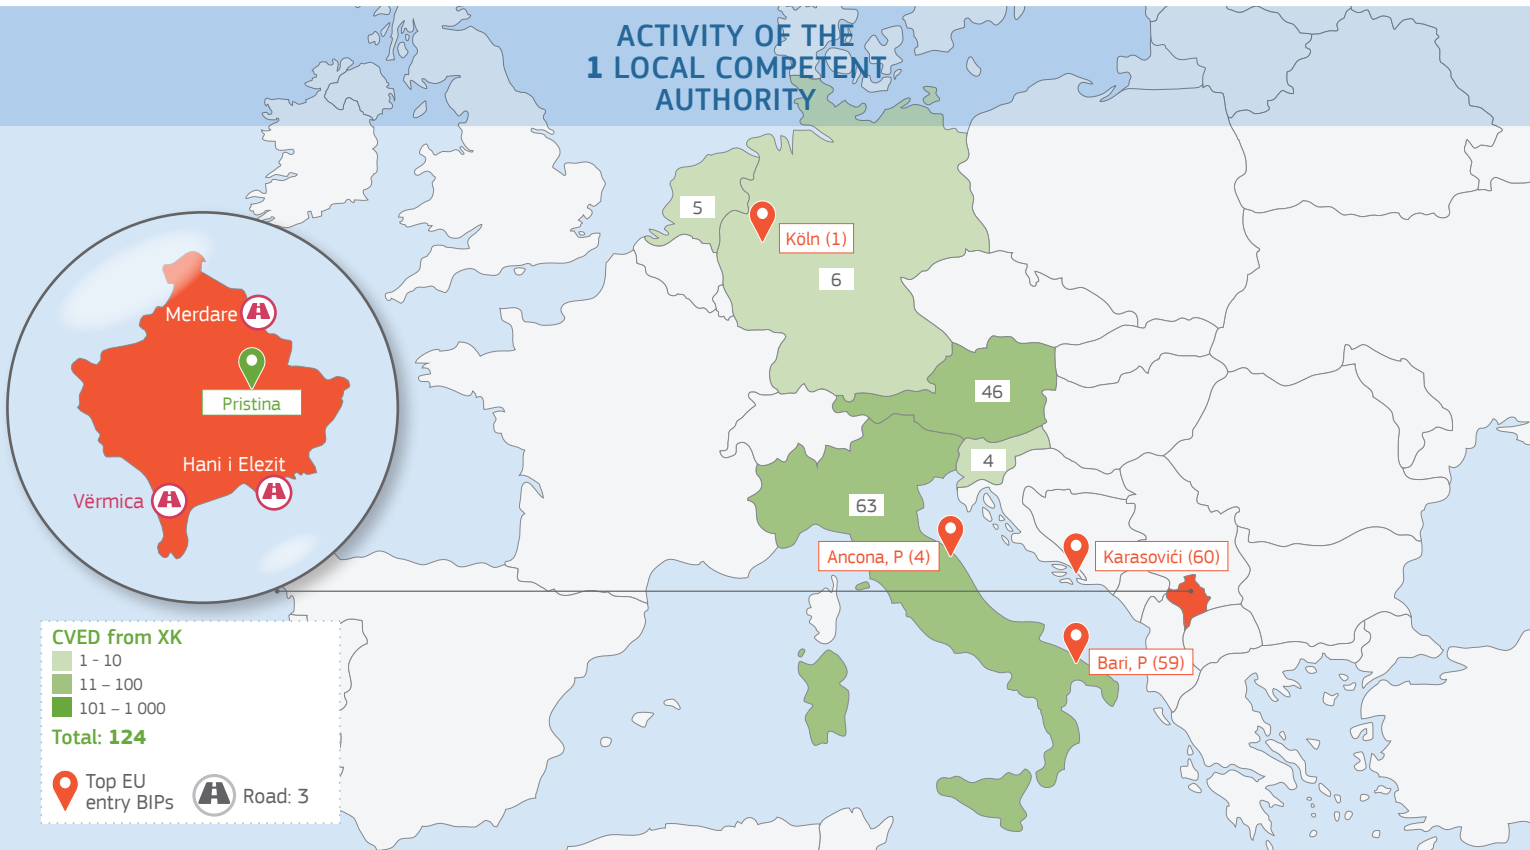 ACTIVITY OF THE
1 LOCAL COMPETENT
AUTHORITY
5
Köln (1)
6
46
4
63
Ancona, P (4)
Karasovići (60)
Bari, P (59)
Merdare
Pristina
Hani i Elezit
Vërmica
CVED from XK
1 - 10
11 – 100
101 – 1 000
Total: 124
Top EU
entry BIPs
Road: 3